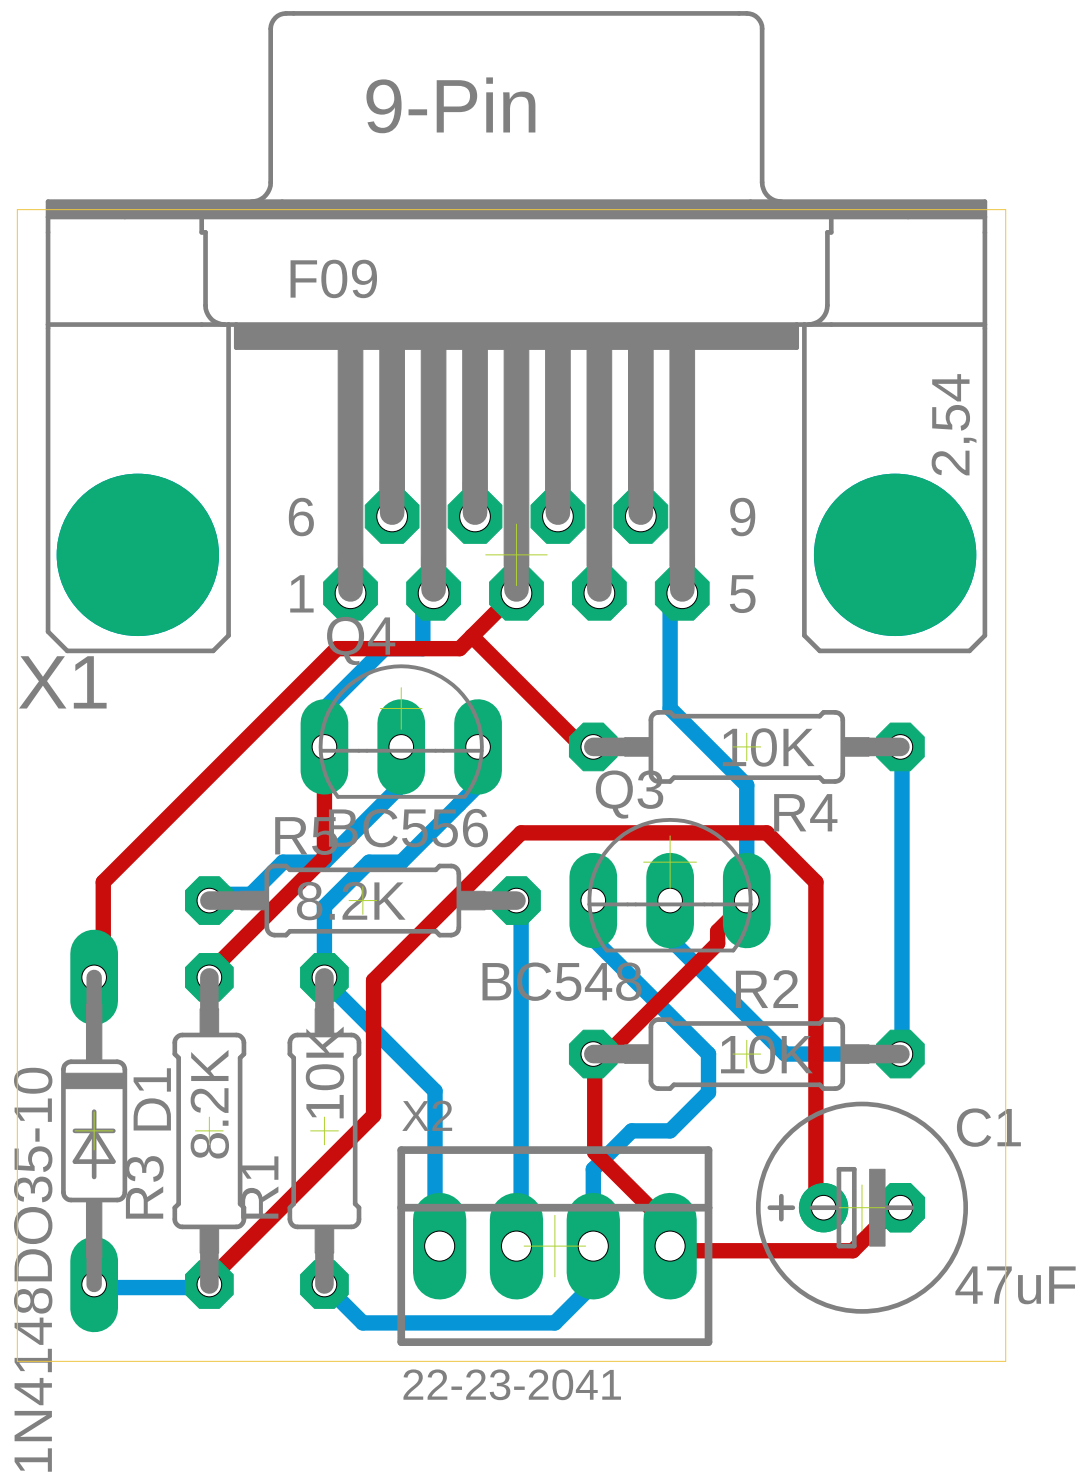 9-Pin
F09
2,54
6
9
1
5
Q4
X1
10K
Q3
R4
R5
BC556
8.2K
BC548
R2
10K
1N4148DO35-10
D1
R3
8.2K
R1
10K
X2
C1
+
47uF
22-23-2041